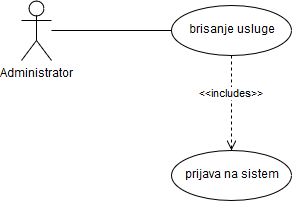 brisanje usluge
Administrator
<<includes>>
prijava na sistem